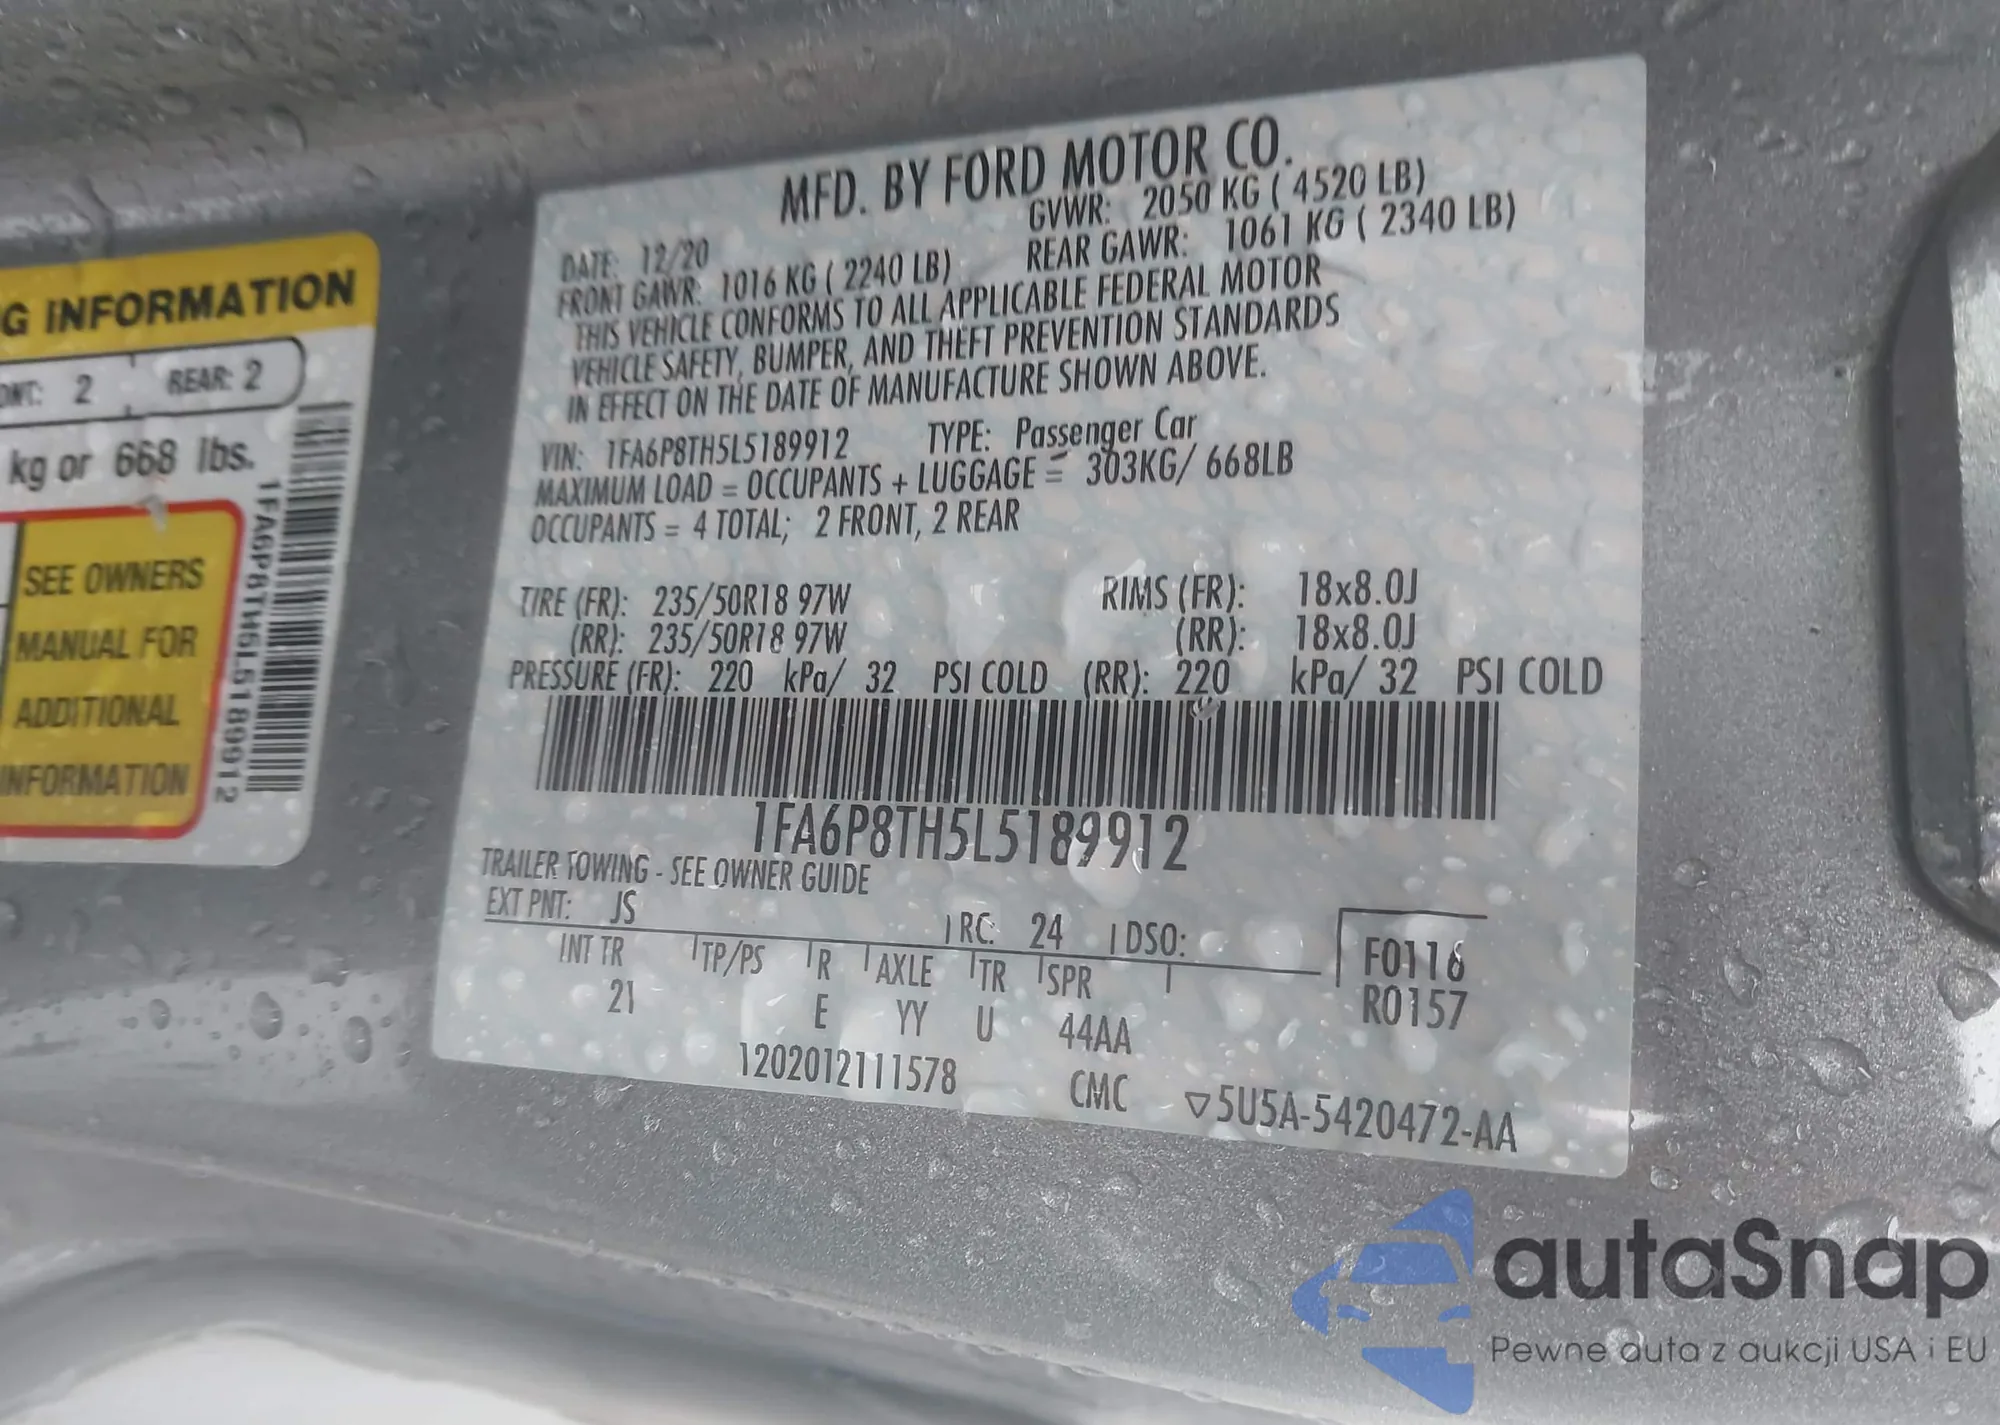 G INFORMATION
ONT: 2 REAR: 2
kg or 668 lbs.
SEE OWNERS
MANUAL FOR
ADDITIONAL
INFORMATION
1FA6P8TH5L5189912
MFD. BY FORD MOTOR CO.
DATE: 12/20 GVWR: 2050 KG ( 4520 LB)
FRONT GAWR: 1016 KG ( 2240 LB) REAR GAWR: 1061 KG ( 2340 LB)
THIS VEHICLE CONFORMS TO ALL APPLICABLE FEDERAL MOTOR
VEHICLE SAFETY, BUMPER, AND THEFT PREVENTION STANDARDS
IN EFFECT ON THE DATE OF MANUFACTURE SHOWN ABOVE.
VIN: 1FA6P8TH5L5189912 TYPE: Passenger Car
MAXIMUM LOAD = OCCUPANTS + LUGGAGE = 303KG/ 668LB
OCCUPANTS = 4 TOTAL; 2 FRONT, 2 REAR
TIRE (FR): 235/50R18 97W RIMS (FR): 18x8.0J
(RR): 235/50R18 97W (RR): 18x8.0J
PRESSURE (FR): 220 kPa/ 32 PSI COLD (RR): 220 kPa/ 32 PSI COLD
1FA6P8TH5L5189912
TRAILER TOWING - SEE OWNER GUIDE
EXT PNT: JS RC: 24 DSO:
INT TR TP/PS R AXLE TR SPR
21 E YY U 44AA
F0116
R0157
1202012111578 CMC ▽5U5A-5420472-AA
autaSnap
Pewne auta z aukcji USA i EU